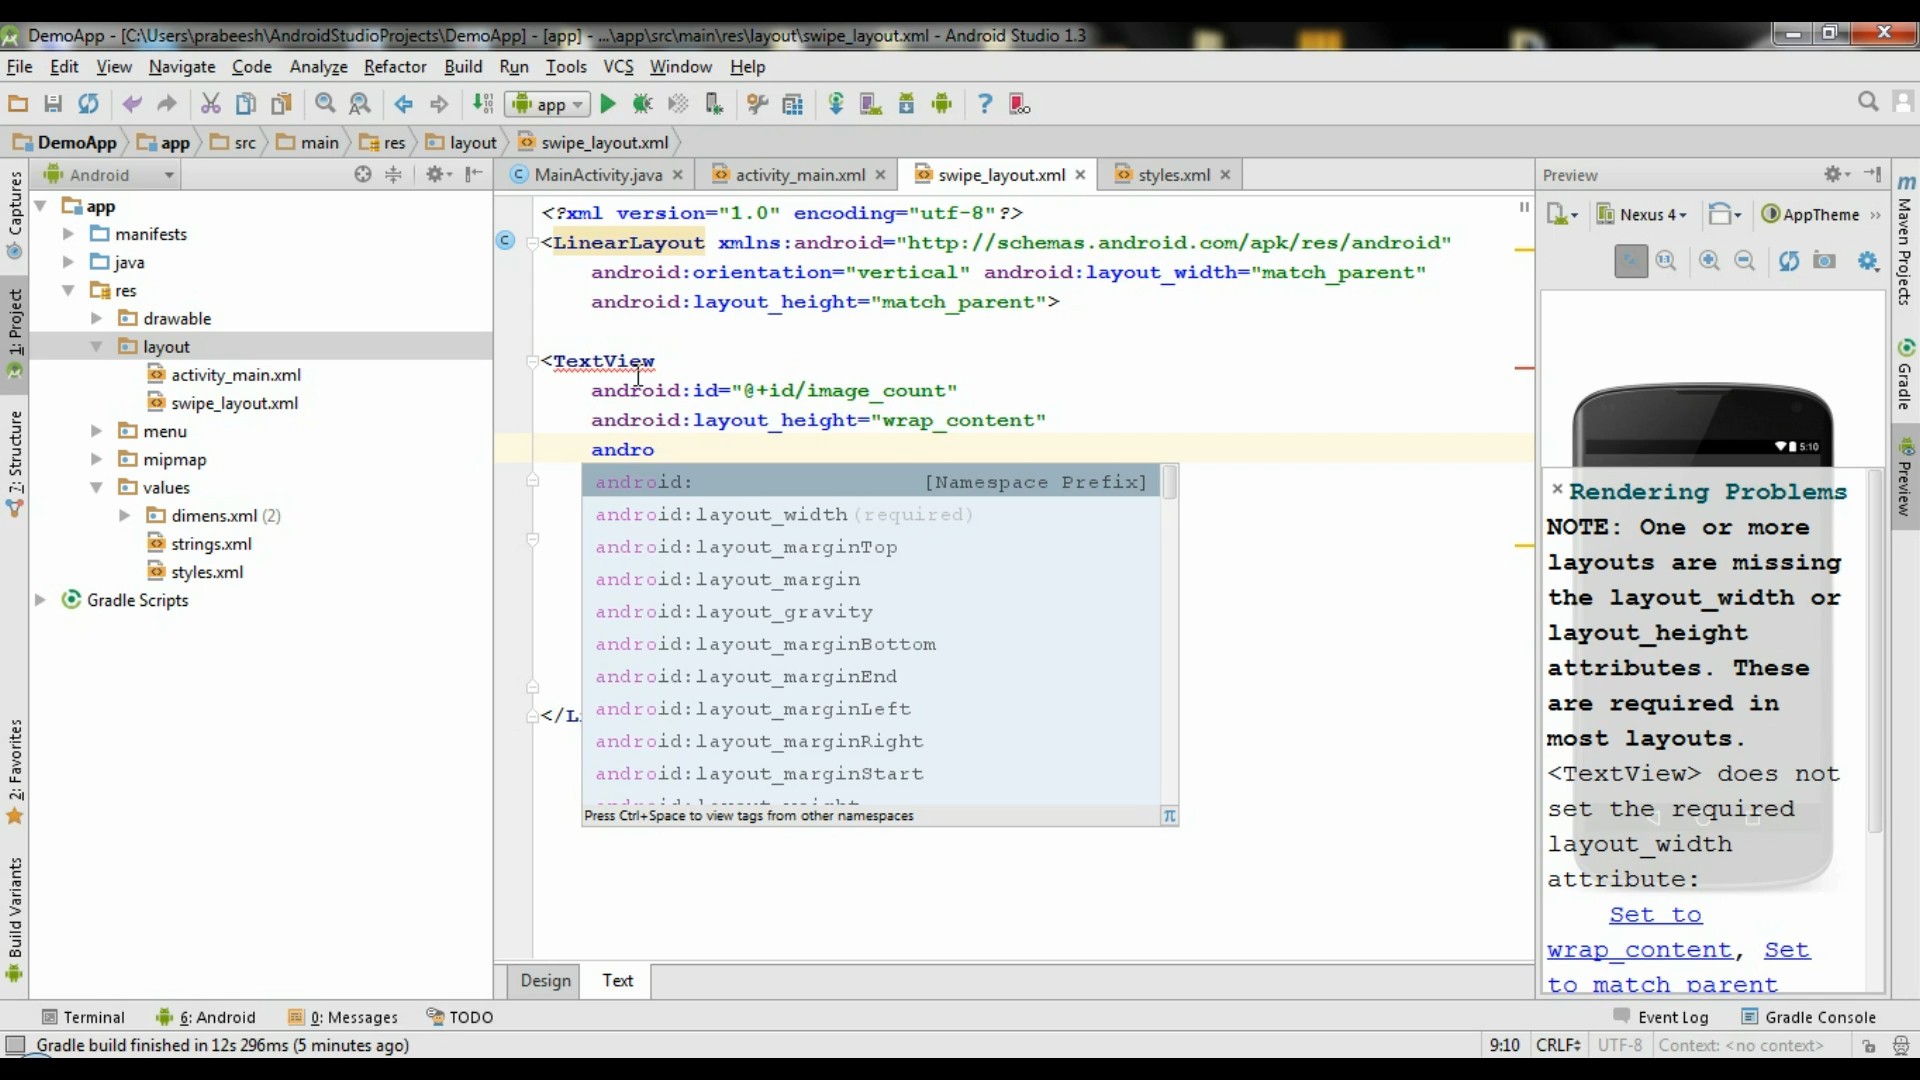 DemoApp - [C:\Users\prabeesh\AndroidStudioProjects\DemoApp] - [app] - ...\app\src\main\res\layout\swipe_layout.xml - Android Studio 1.3
File Edit View Navigate Code Analyze Refactor Build Run Tools VCS Window Help
app
DemoApp app src main res layout swipe_layout.xml
Android
MainActivity.java activity_main.xml swipe_layout.xml styles.xml
Preview
Captures
1: Project
7: Structure
2: Favorites
Build Variants
app
manifests
java
res
drawable
layout
activity_main.xml
swipe_layout.xml
menu
mipmap
values
dimens.xml (2)
strings.xml
styles.xml
Gradle Scripts
<?xml version="1.0" encoding="utf-8"?>
<LinearLayout xmlns:android="http://schemas.android.com/apk/res/android"
android:orientation="vertical" android:layout_width="match_parent"
android:layout_height="match_parent">
<TextView
android:id="@+id/image_count"
android:layout_height="wrap_content"
andro
android: [Namespace Prefix]
android:layout_width (required)
android:layout_marginTop
android:layout_margin
android:layout_gravity
android:layout_marginBottom
android:layout_marginEnd
android:layout_marginLeft
</Li
android:layout_marginRight
android:layout_marginStart
Press Ctrl+Space to view tags from other namespaces
π
Design Text
Nexus 4 AppTheme
5:10
Rendering Problems
NOTE: One or more
layouts are missing
the layout_width or
layout_height
attributes. These
are required in
most layouts.
<TextView> does not
set the required
layout_width
attribute:
Set to
wrap_content, Set
to match parent
Maven Projects
Gradle
Preview
Terminal 6: Android 0: Messages TODO Event Log Gradle Console
Gradle build finished in 12s 296ms (5 minutes ago) 9:10 CRLF UTF-8 Context: <no context>